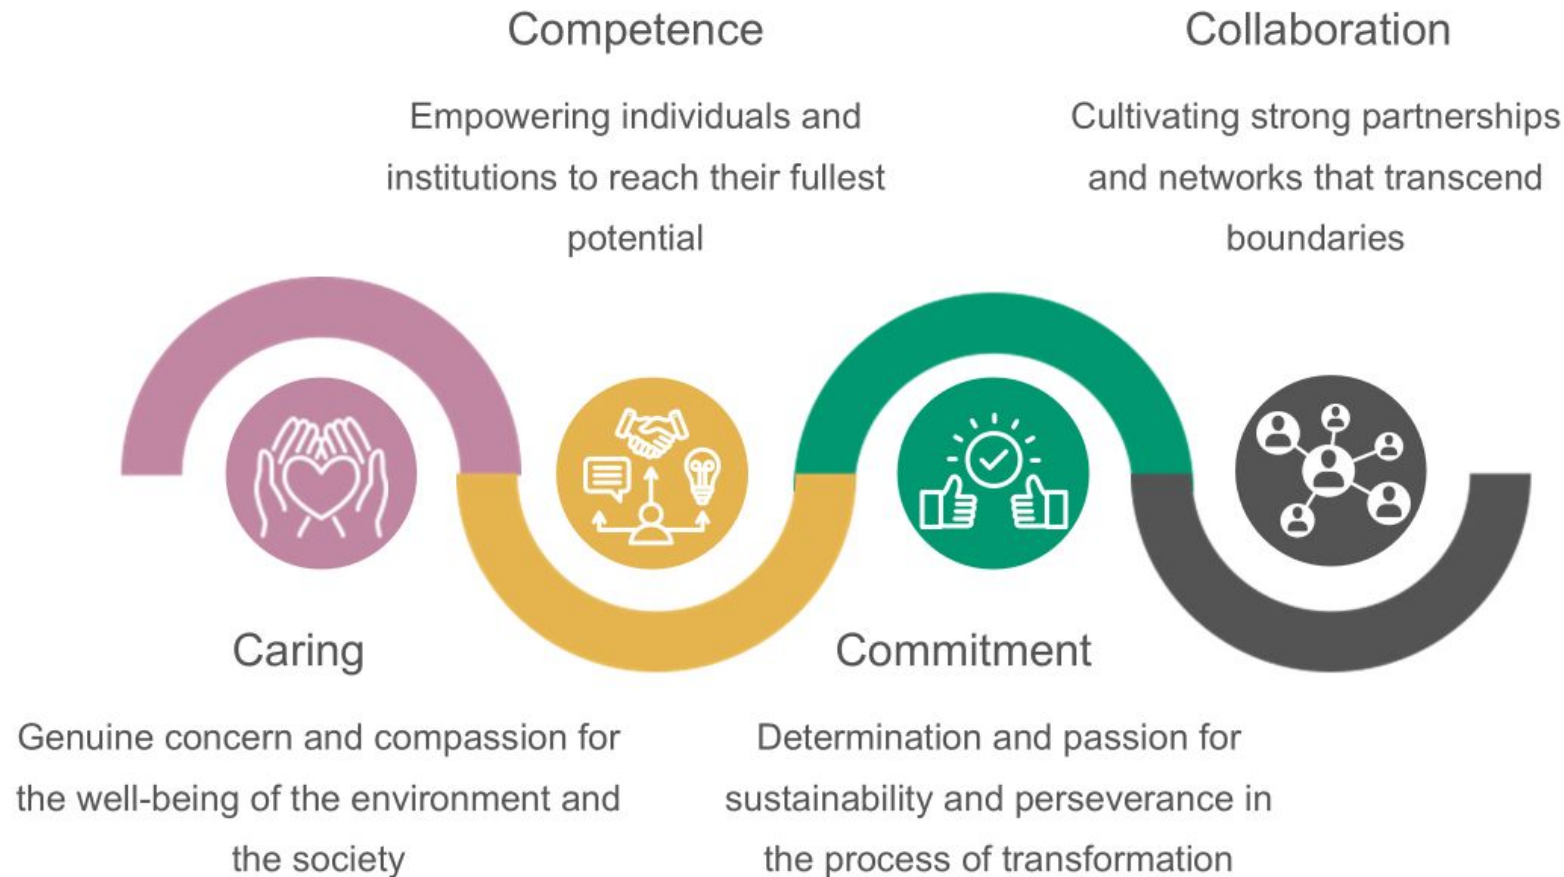 Competence
Empowering individuals and
institutions to reach their fullest
potential
Collaboration
Cultivating strong partnerships
and networks that transcend
boundaries
Caring
Genuine concern and compassion for
the well-being of the environment and
the society
Commitment
Determination and passion for
sustainability and perseverance in
the process of transformation